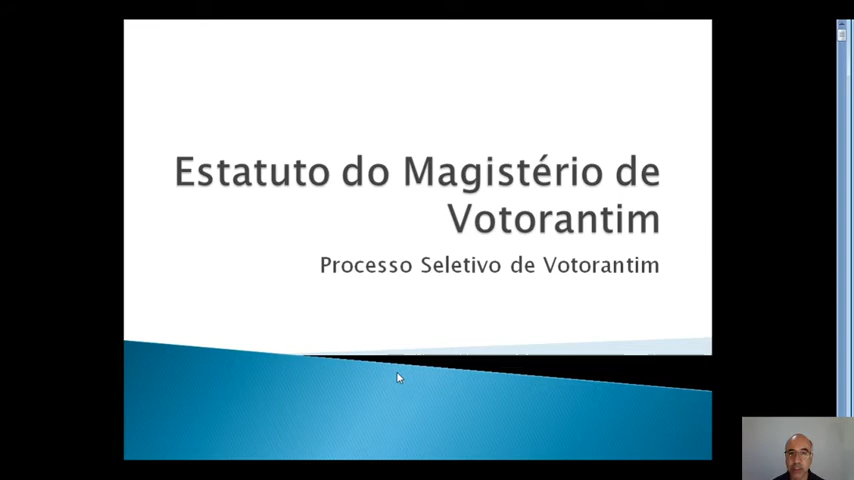 Estatuto do Magistério de
Votorantim
Processo Seletivo de Votorantim